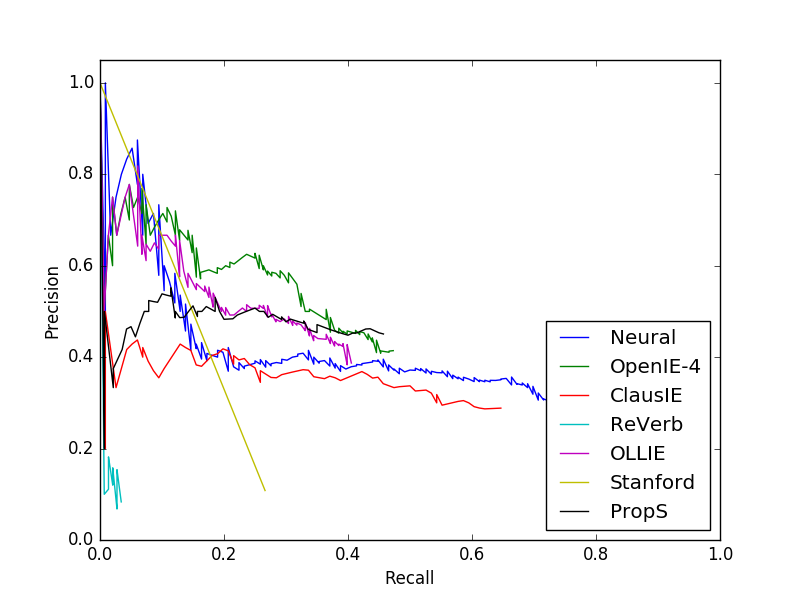 1.0
0.8
0.6
0.4
0.2
0.0
Precision
0.0 0.2 0.4 0.6 0.8 1.0
Recall
Neural
OpenIE-4
ClausIE
ReVerb
OLLIE
Stanford
PropS